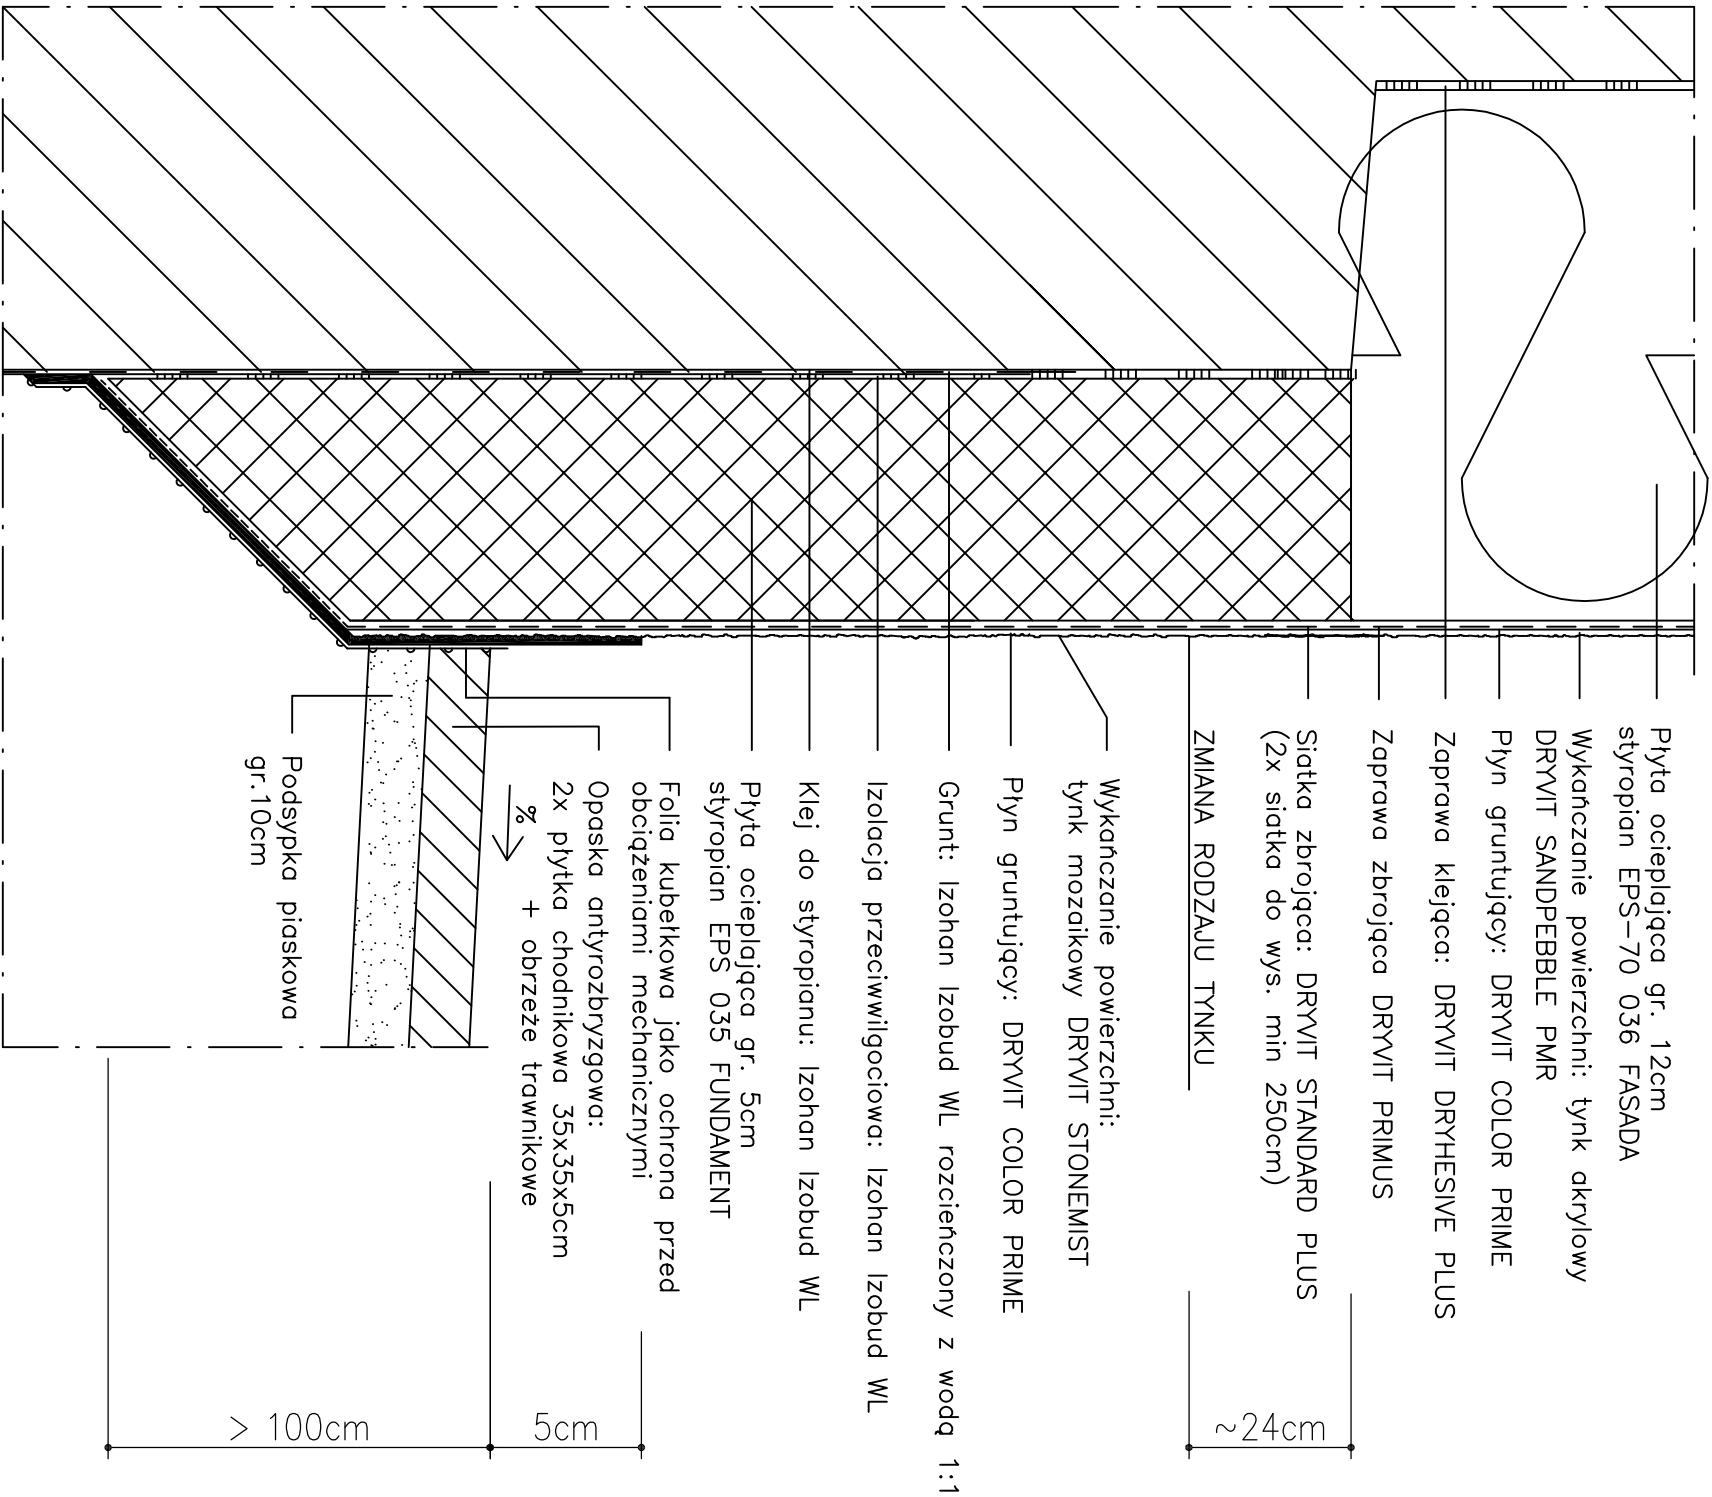 Płyta ocieplająca gr. 12cm
styropian EPS-70 036 FASADA
Wykańczanie powierzchni: tynk akrylowy
DRYVIT SANDPEBBLE PMR
Płyn gruntujący: DRYVIT COLOR PRIME
Zaprawa klejąca: DRYVIT DRYHESIVE PLUS
Zaprawa zbrojąca DRYVIT PRIMUS
Siatka zbrojąca: DRYVIT STANDARD PLUS
(2x siatka do wys. min 250cm)
ZMIANA RODZAJU TYNKU
Wykańczanie powierzchni:
tynk mozaikowy DRYVIT STONEMIST
Płyn gruntujący: DRYVIT COLOR PRIME
Grunt: Izohan Izobud WL rozcieńczony z wodą 1:1
Izolacja przeciwwilgociowa: Izohan Izobud WL
Klej do styropianu: Izohan Izobud WL
Płyta ocieplająca gr. 5cm
styropian EPS 035 FUNDAMENT
Folia kubełkowa jako ochrona przed
obciążeniami mechanicznymi
Opaska antyrozbryzgowa:
2x płytka chodnikowa 35x35x5cm
+ obrzeże trawnikowe
%
Podsypka piaskowa
gr.10cm
~24cm
5cm
> 100cm